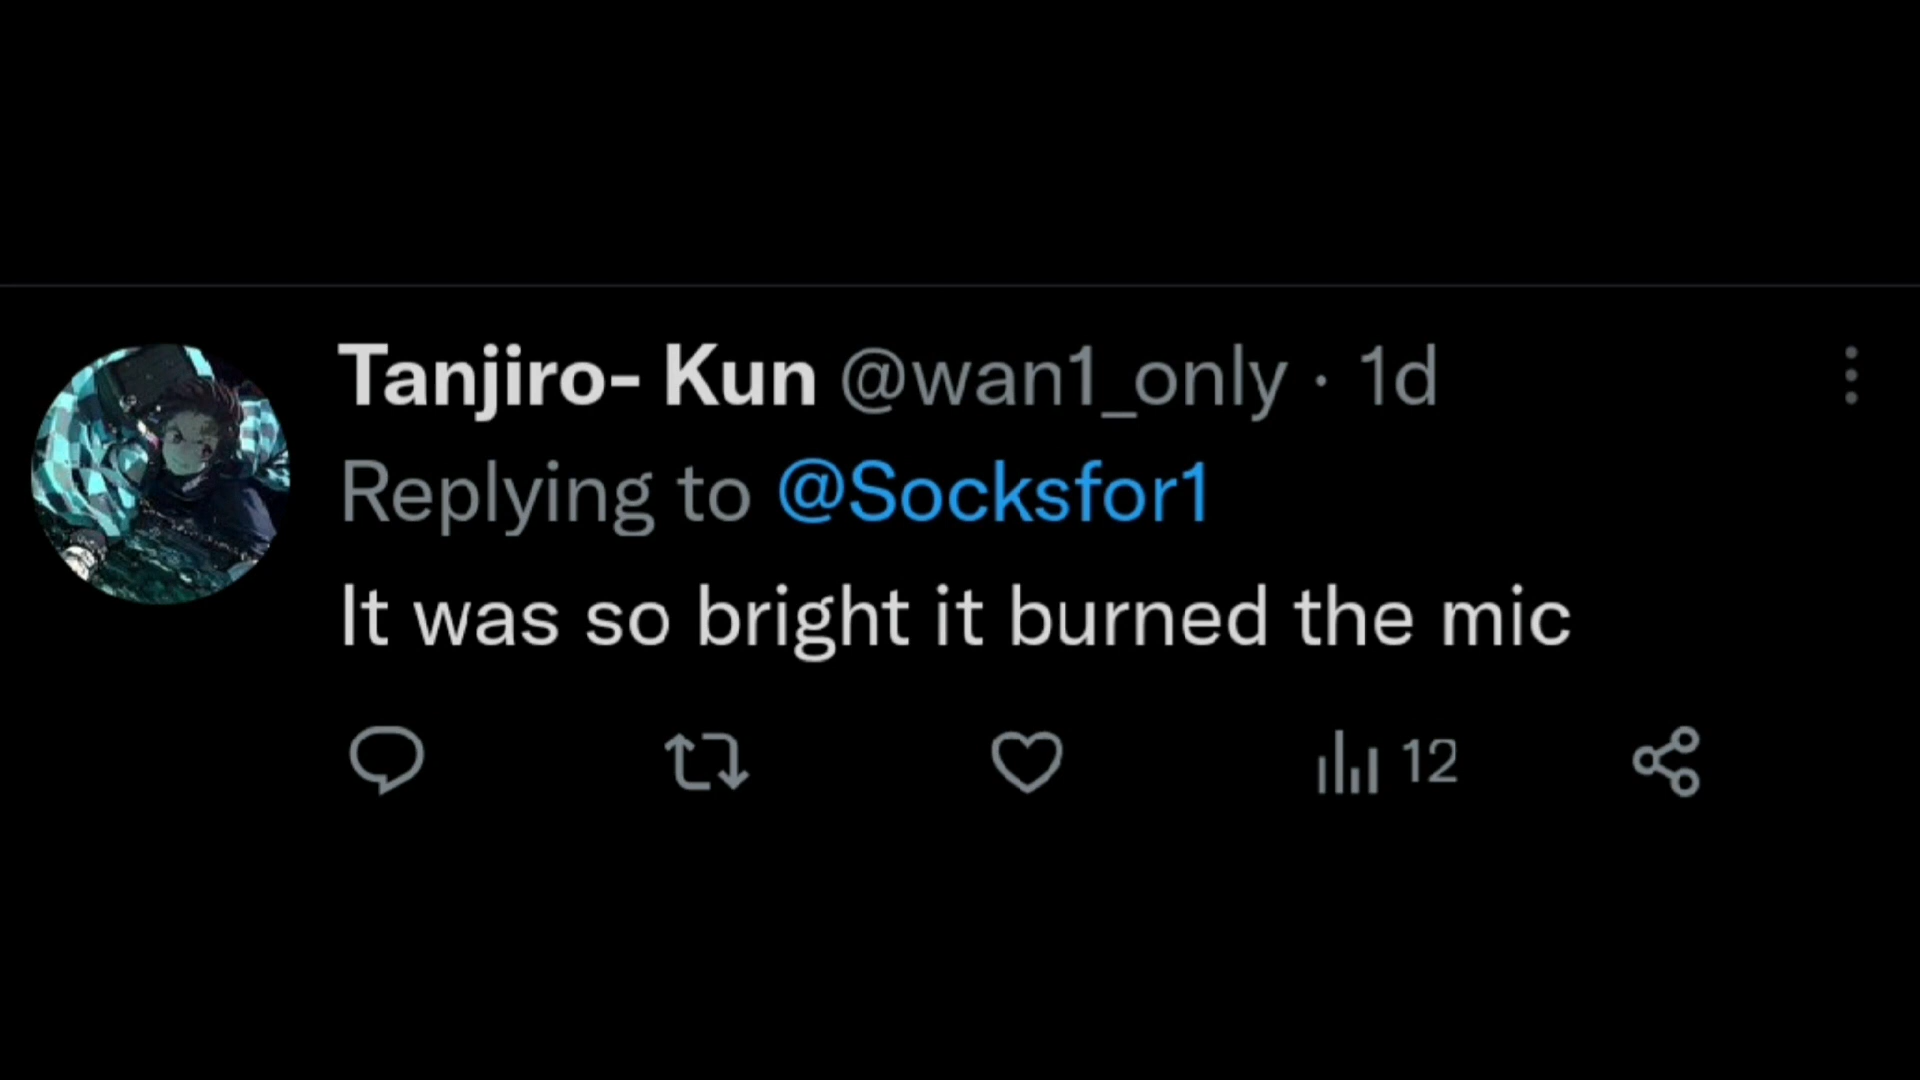 Tanjiro- Kun @wan1_only · 1d
Replying to @Socksfor1
It was so bright it burned the mic
12